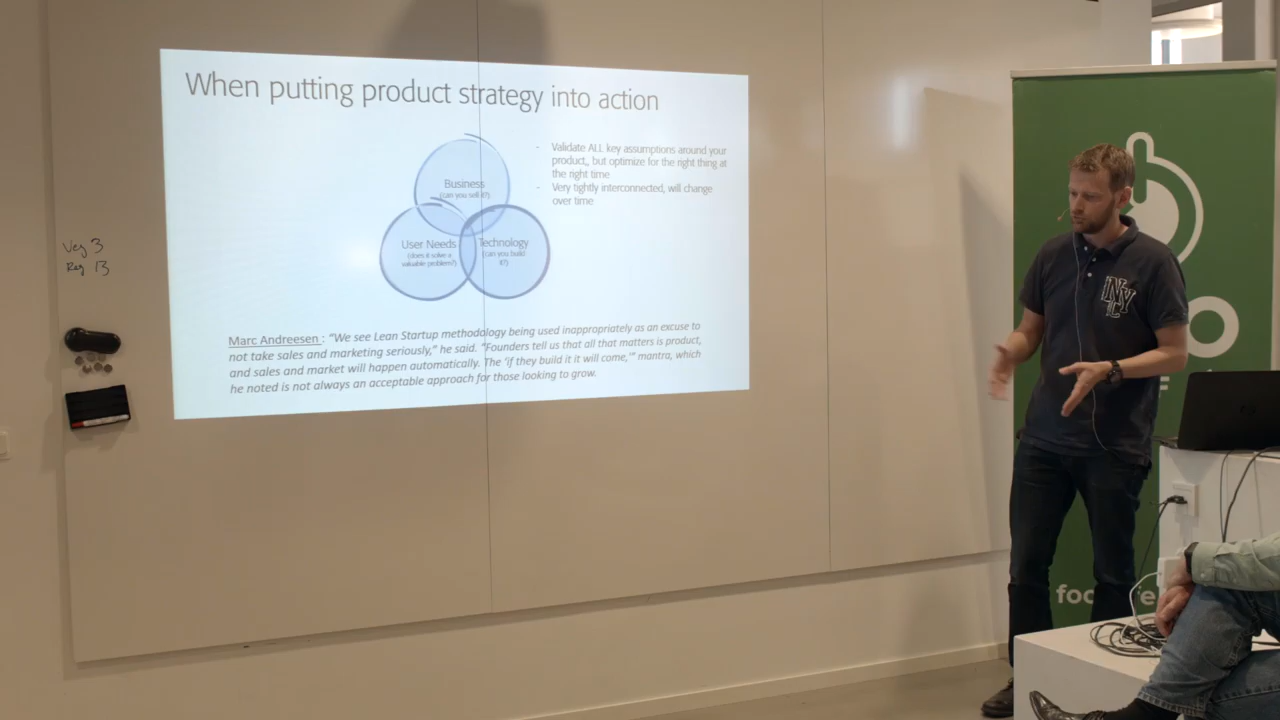 When putting product strategy into action
Business
(can you sell it?)
User Needs
(does it solve a
valuable problem?)
Technology
(can you build
it?)
- Validate ALL key assumptions around your
product,, but optimize for the right thing at
the right time
- Very tightly interconnected, will change
over time
Marc Andreesen : "We see Lean Startup methodology being used inappropriately as an excuse to
not take sales and marketing seriously," he said. "Founders tell us that all that matters is product,
and sales and market will happen automatically. The 'if they build it it will come,'" mantra, which
he noted is not always an acceptable approach for those looking to grow.
Veg 3
Reg 13
NY